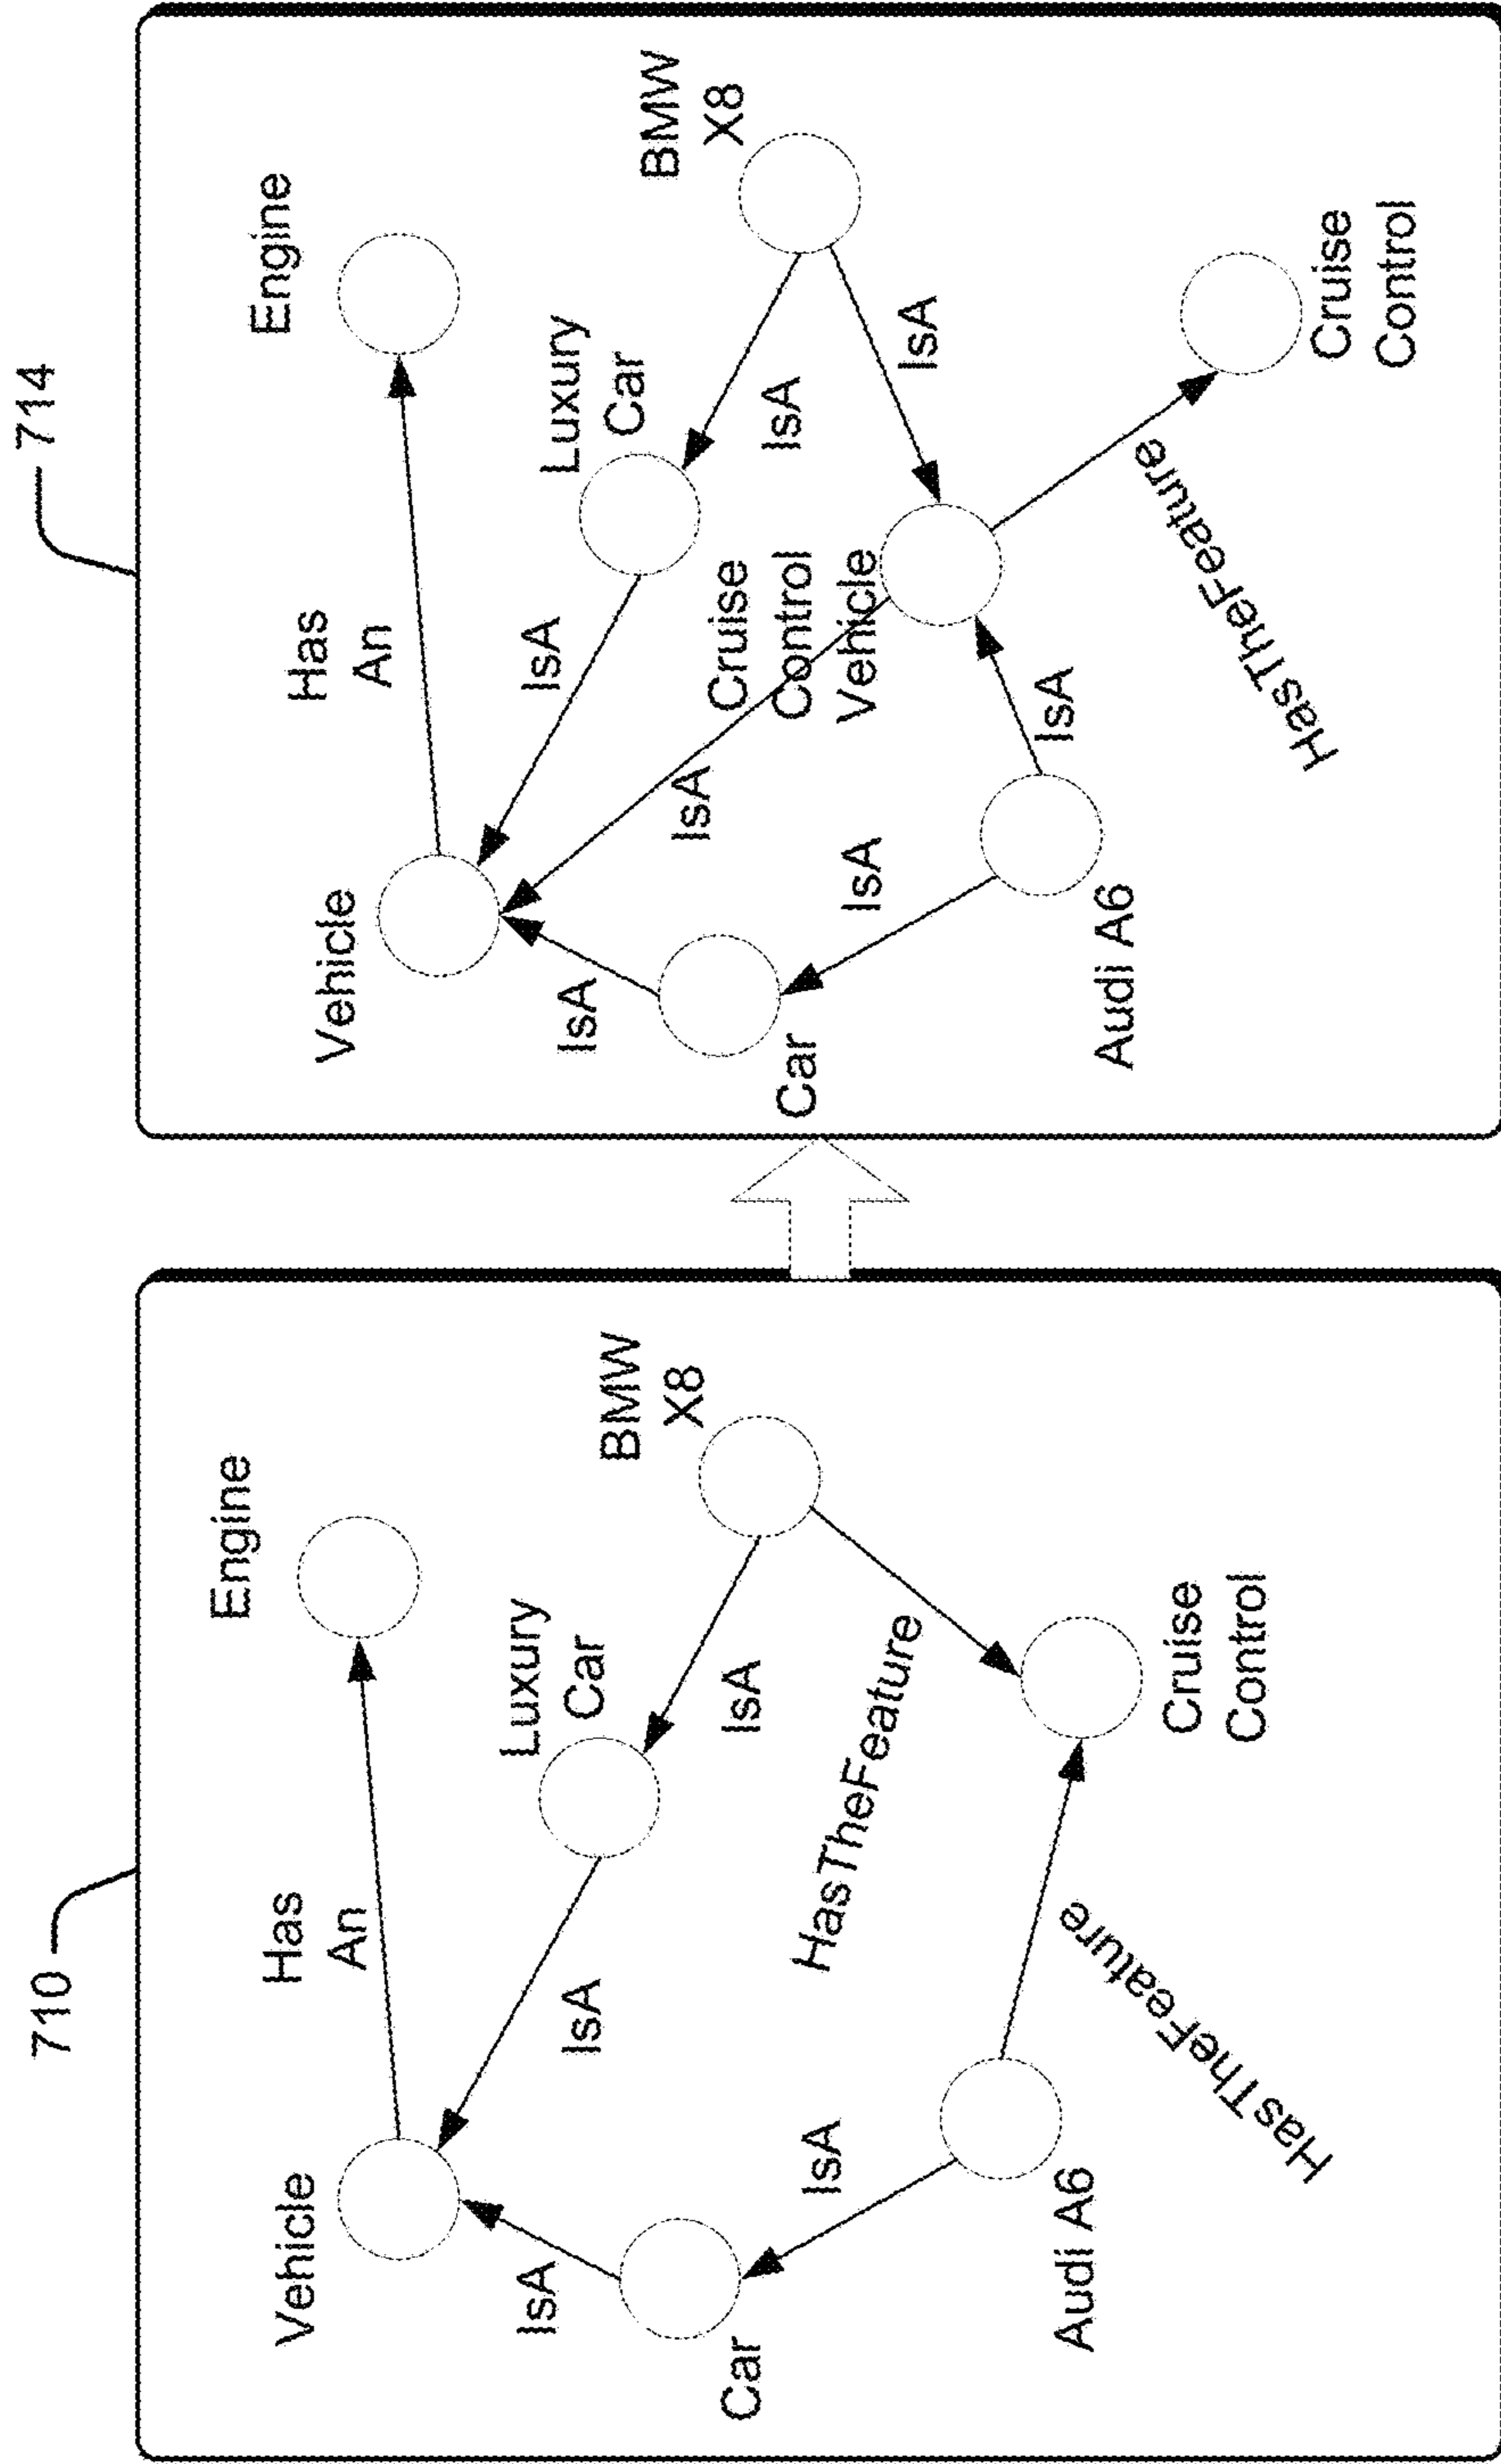 710
Vehicle
Has
An
Engine
IsA
IsA
Luxury
Car
BMW
X8
Car
IsA
IsA
HasTheFeature
Audi A6
HasTheFeature
Cruise
Control
714
Vehicle
Has
An
Engine
IsA
IsA
Luxury
Car
BMW
X8
IsA
Cruise
Control
Vehicle
IsA
Car
IsA
IsA
IsA
Audi A6
HasTheFeature
Cruise
Control